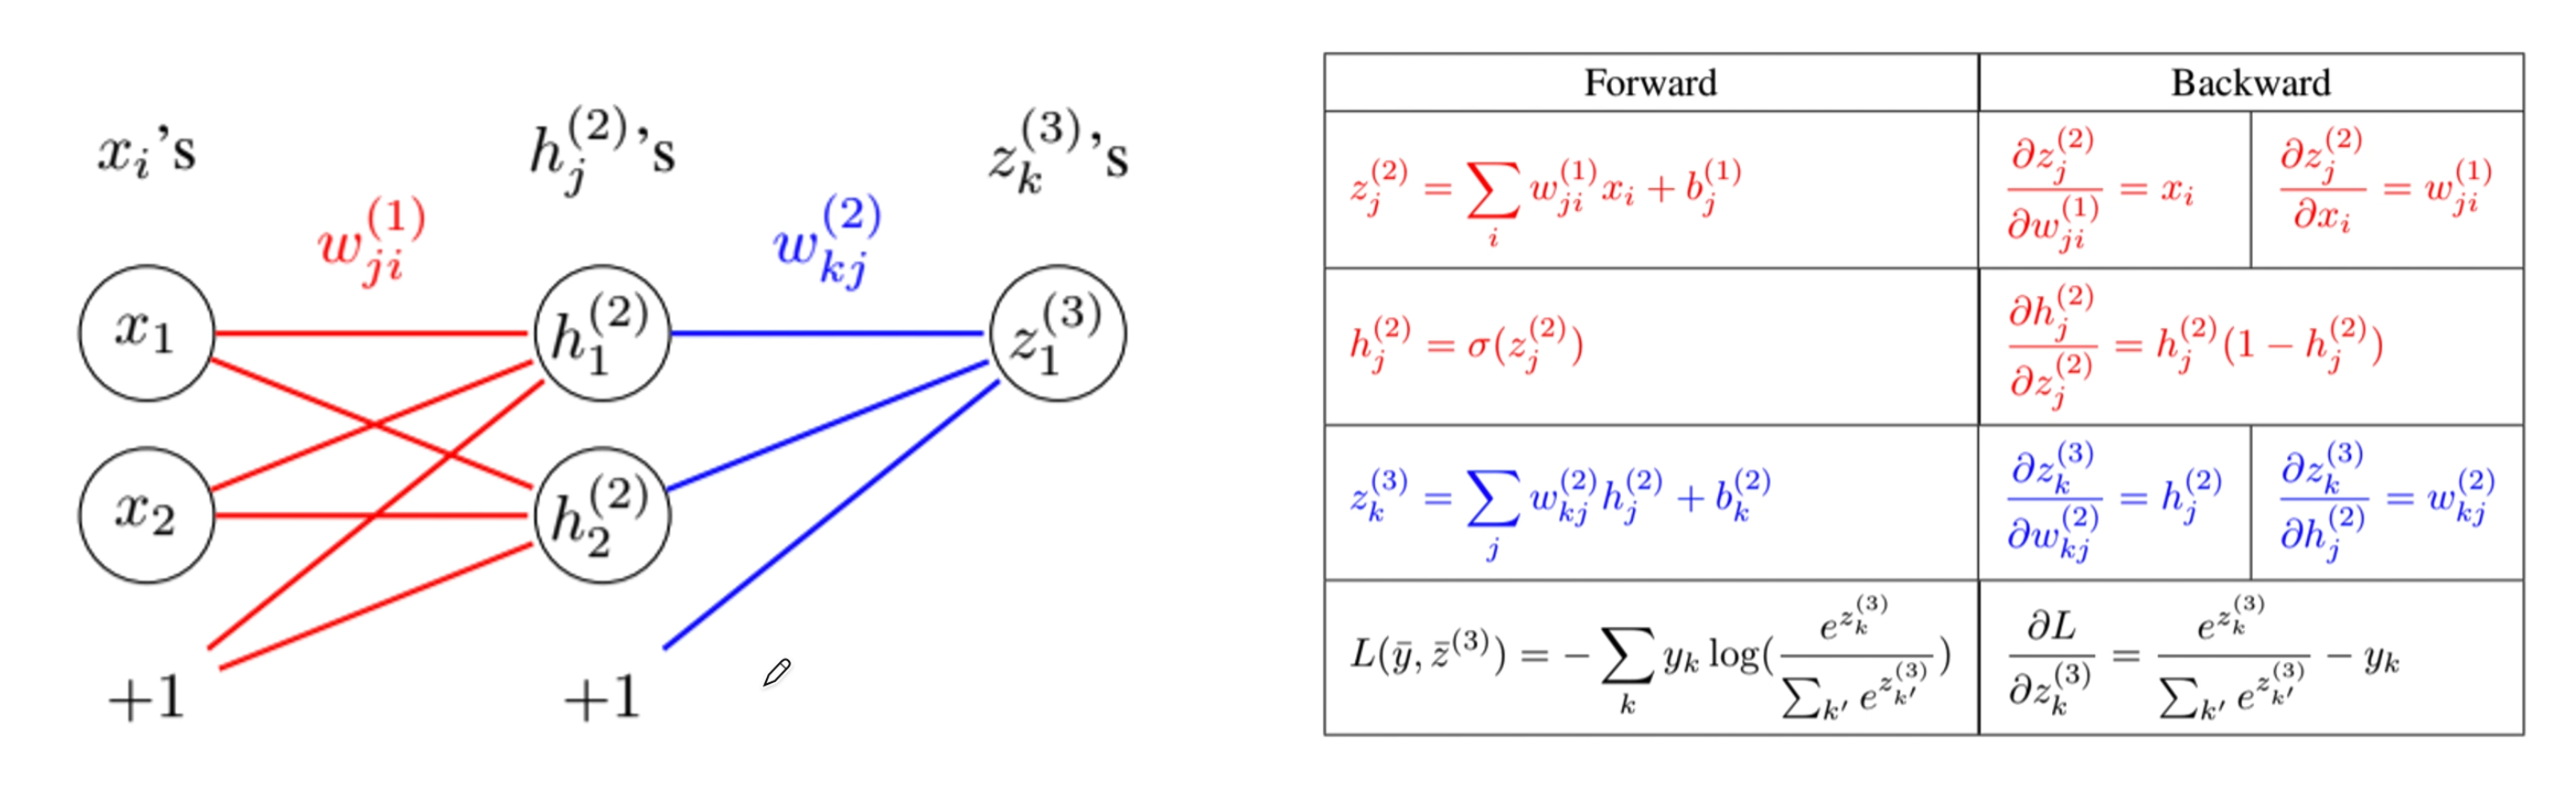 x_i's h_j^{(2)}'s z_k^{(3)}'s
w_{ji}^{(1)} w_{kj}^{(2)}
x_1 h_1^{(2)} z_1^{(3)}
x_2 h_2^{(2)}
+1 +1
Forward Backward
z_j^{(2)} = \sum_i w_{ji}^{(1)} x_i + b_j^{(1)} \frac{\partial z_j^{(2)}}{\partial w_{ji}^{(1)}} = x_i \frac{\partial z_j^{(2)}}{\partial x_i} = w_{ji}^{(1)}
h_j^{(2)} = \sigma(z_j^{(2)}) \frac{\partial h_j^{(2)}}{\partial z_j^{(2)}} = h_j^{(2)}(1 - h_j^{(2)})
z_k^{(3)} = \sum_j w_{kj}^{(2)} h_j^{(2)} + b_k^{(2)} \frac{\partial z_k^{(3)}}{\partial w_{kj}^{(2)}} = h_j^{(2)} \frac{\partial z_k^{(3)}}{\partial h_j^{(2)}} = w_{kj}^{(2)}
L(\bar{y}, \bar{z}^{(3)}) = -\sum_k y_k \log(\frac{e^{z_k^{(3)}}}{\sum_{k'} e^{z_{k'}^{(3)}}}) \frac{\partial L}{\partial z_k^{(3)}} = \frac{e^{z_k^{(3)}}}{\sum_{k'} e^{z_{k'}^{(3)}}} - y_k